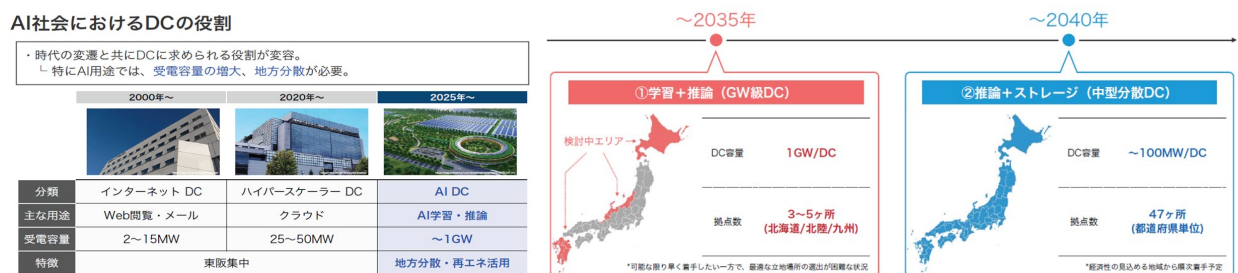 AI社会におけるDCの役割
・時代の変遷と共にDCに求められる役割が変容。
└ 特にAI用途では、受電容量の増大、地方分散が必要。
2000年〜 2020年〜 2025年〜
分類 インターネット DC ハイパースケーラー DC AI DC
主な用途 Web閲覧・メール クラウド AI学習・推論
受電容量 2〜15MW 25〜50MW 〜1GW
特徴 東阪集中 地方分散・再エネ活用
〜2035年
①学習＋推論（GW級DC）
検討中エリア→
DC容量 1GW/DC
拠点数 3〜5ヶ所
(北海道/北陸/九州)
*可能な限り早く着手したい一方で、最適な立地場所の選出が困難な状況
〜2040年
②推論＋ストレージ（中型分散DC）
DC容量 〜100MW/DC
拠点数 47ヶ所
(都道府県単位)
*経済性の見込める地域から順次着手予定